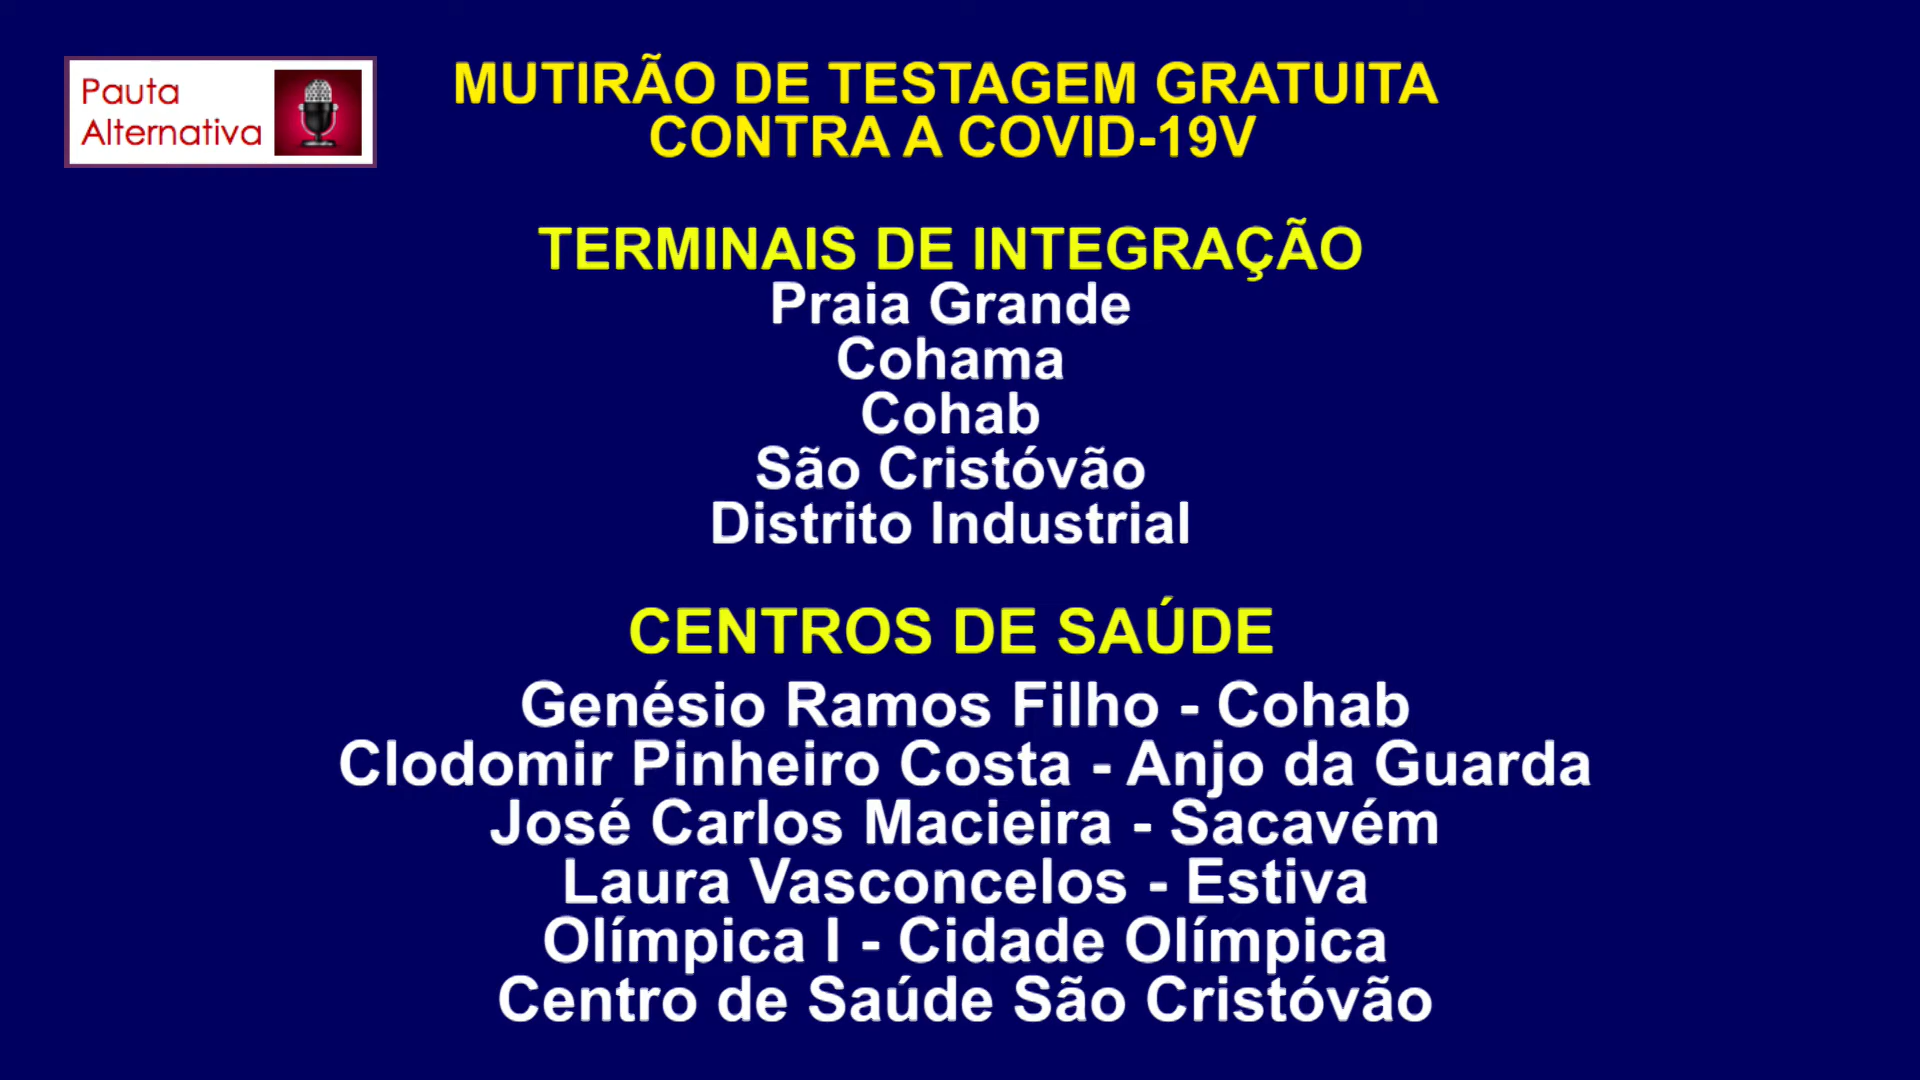 Pauta
Alternativa
MUTIRÃO DE TESTAGEM GRATUITA
CONTRA A COVID-19V
TERMINAIS DE INTEGRAÇÃO
Praia Grande
Cohama
Cohab
São Cristóvão
Distrito Industrial
CENTROS DE SAÚDE
Genésio Ramos Filho - Cohab
Clodomir Pinheiro Costa - Anjo da Guarda
José Carlos Macieira - Sacavém
Laura Vasconcelos - Estiva
Olímpica I - Cidade Olímpica
Centro de Saúde São Cristóvão